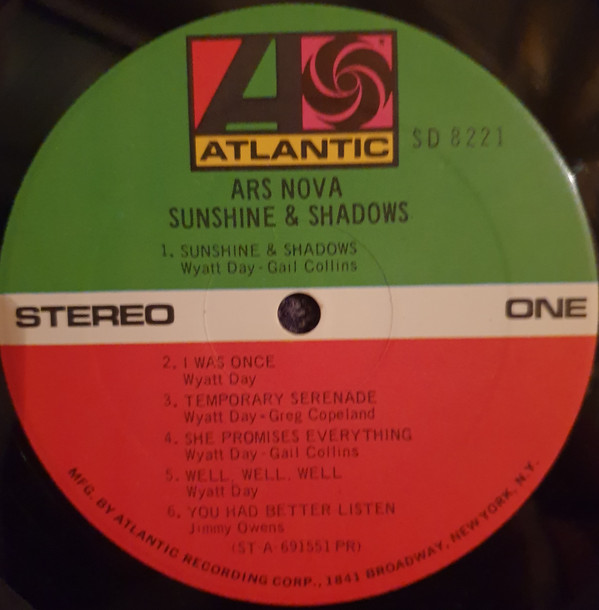 ATLANTIC
SD 8221
ARS NOVA
SUNSHINE & SHADOWS
1. SUNSHINE & SHADOWS
Wyatt Day - Gail Collins
STEREO
ONE
2. I WAS ONCE
Wyatt Day
3. TEMPORARY SERENADE
Wyatt Day - Greg Copeland
4. SHE PROMISES EVERYTHING
Wyatt Day - Gail Collins
5. WELL, WELL, WELL
Wyatt Day
6. YOU HAD BETTER LISTEN
Jimmy Owens
(ST-A-691551 PR)
MFG. BY ATLANTIC RECORDING CORP., 1841 BROADWAY, NEW YORK, N.Y.